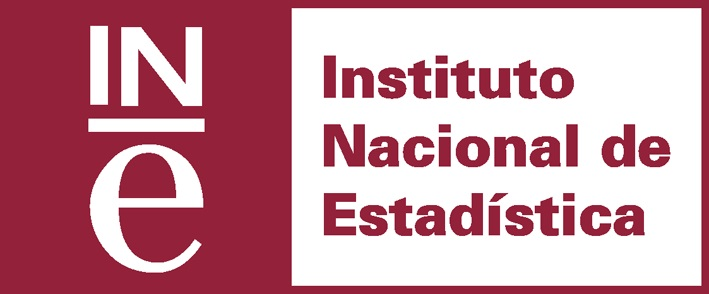 IN
e
Instituto
Nacional de
Estadística